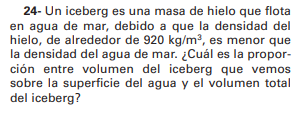 24- Un iceberg es una masa de hielo que flota
en agua de mar, debido a que la densidad del
hielo, de alrededor de 920 kg/m³, es menor que
la densidad del agua de mar. ¿Cuál es la propor-
ción entre volumen del iceberg que vemos
sobre la superficie del agua y el volumen total
del iceberg?